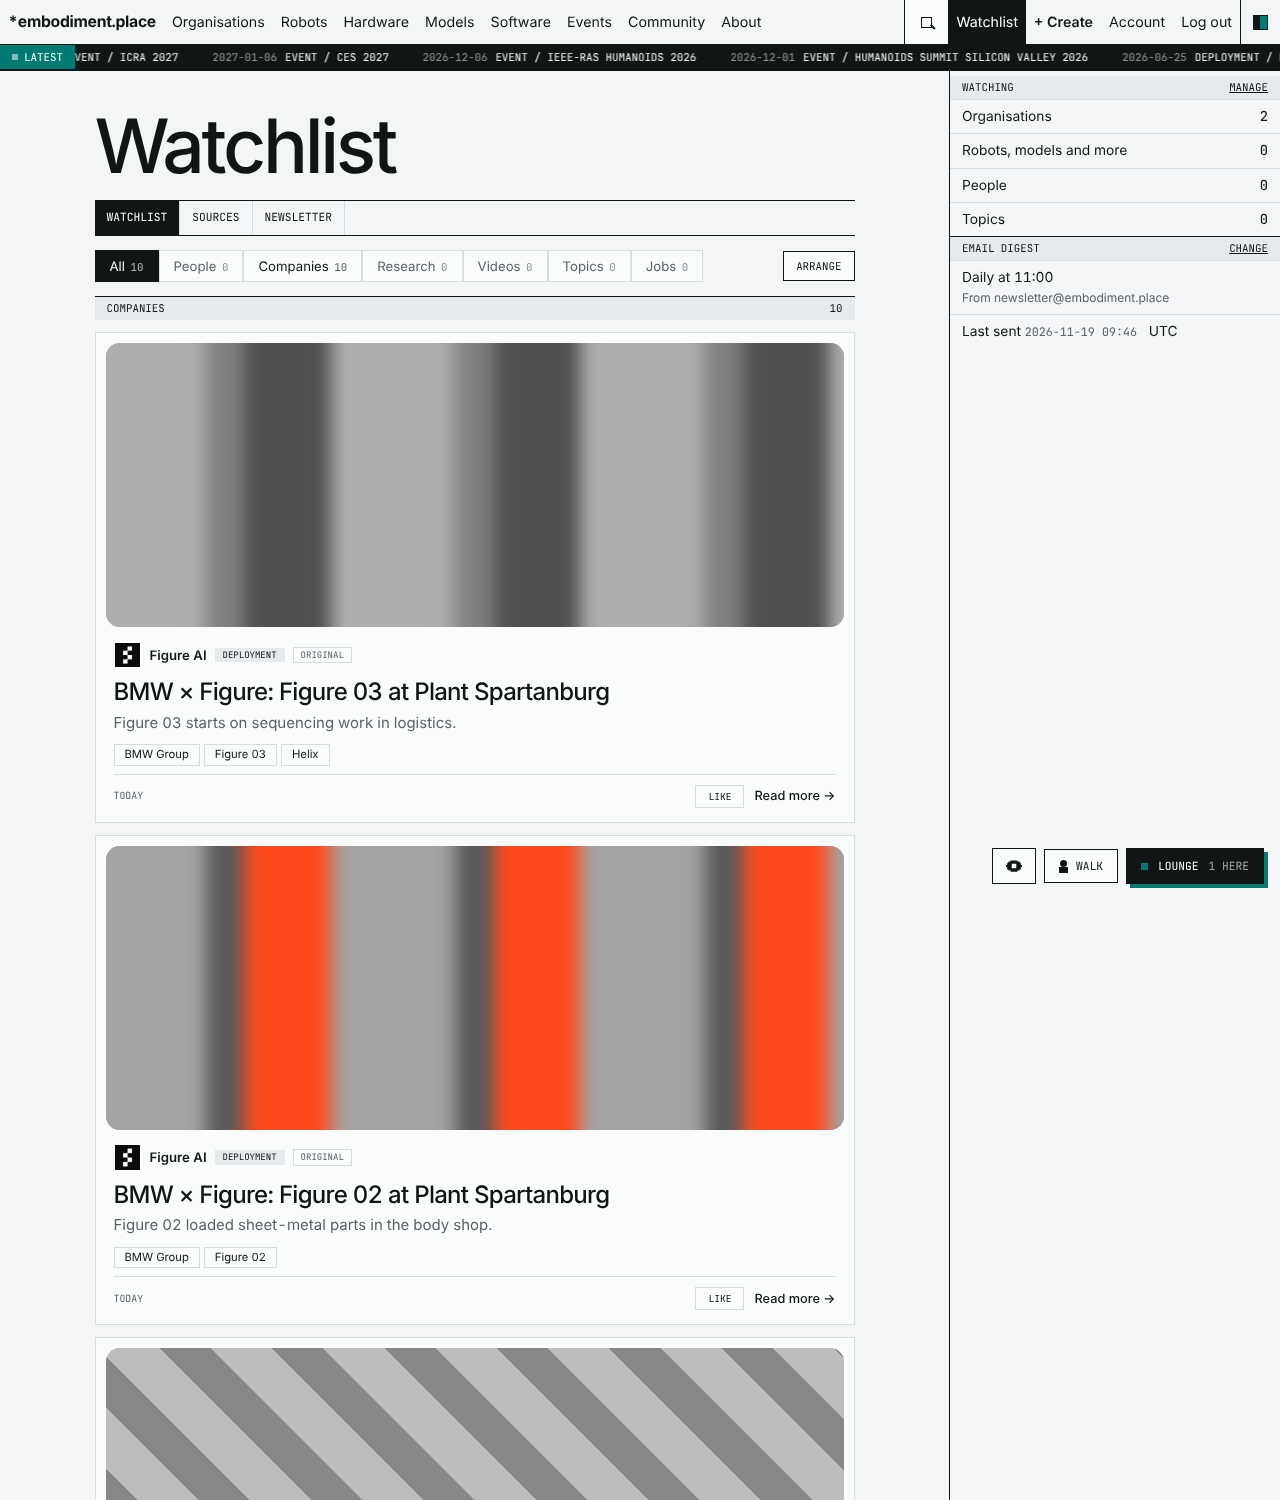 *embodiment.place Organisations Robots Hardware Models Software Events Community About Watchlist + Create Account Log out
LATEST VENT / ICRA 2027 2027-01-06 EVENT / CES 2027 2026-12-06 EVENT / IEEE-RAS HUMANOIDS 2026 2026-12-01 EVENT / HUMANOIDS SUMMIT SILICON VALLEY 2026 2026-06-25 DEPLOYMENT /
Watchlist
WATCHLIST SOURCES NEWSLETTER
All 10 People 0 Companies 10 Research 0 Videos 0 Topics 0 Jobs 0 ARRANGE
COMPANIES 10
Figure AI DEPLOYMENT ORIGINAL
BMW × Figure: Figure 03 at Plant Spartanburg
Figure 03 starts on sequencing work in logistics.
BMW Group Figure 03 Helix
TODAY LIKE Read more →
Figure AI DEPLOYMENT ORIGINAL
BMW × Figure: Figure 02 at Plant Spartanburg
Figure 02 loaded sheet-metal parts in the body shop.
BMW Group Figure 02
TODAY LIKE Read more →
WATCHING MANAGE
Organisations 2
Robots, models and more 0
People 0
Topics 0
EMAIL DIGEST CHANGE
Daily at 11:00
From newsletter@embodiment.place
Last sent 2026-11-19 09:46 UTC
WALK LOUNGE 1 HERE